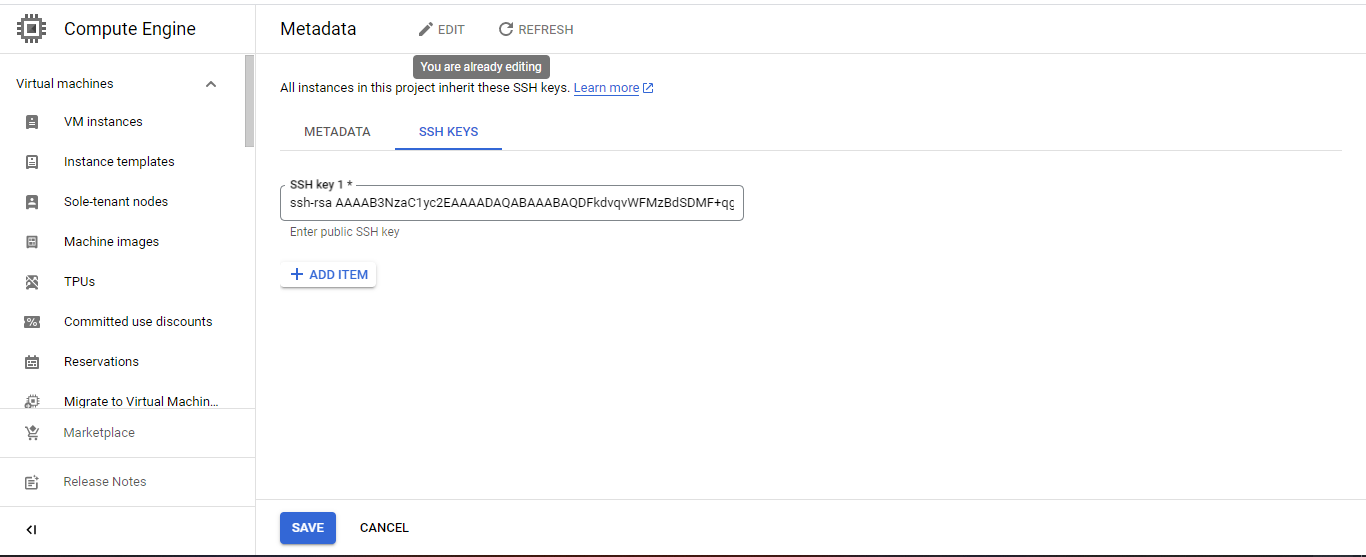 Compute Engine
Metadata
EDIT
REFRESH
You are already editing
Virtual machines
All instances in this project inherit these SSH keys. Learn more
VM instances
METADATA
SSH KEYS
Instance templates
SSH key 1 *
Sole-tenant nodes
ssh-rsa AAAAB3NzaC1yc2EAAAADAQABAAABAQDFkdvqvWFMzBdSDMF+qg
Enter public SSH key
Machine images
TPUs
ADD ITEM
Committed use discounts
Reservations
Migrate to Virtual Machin...
Marketplace
Release Notes
SAVE
CANCEL